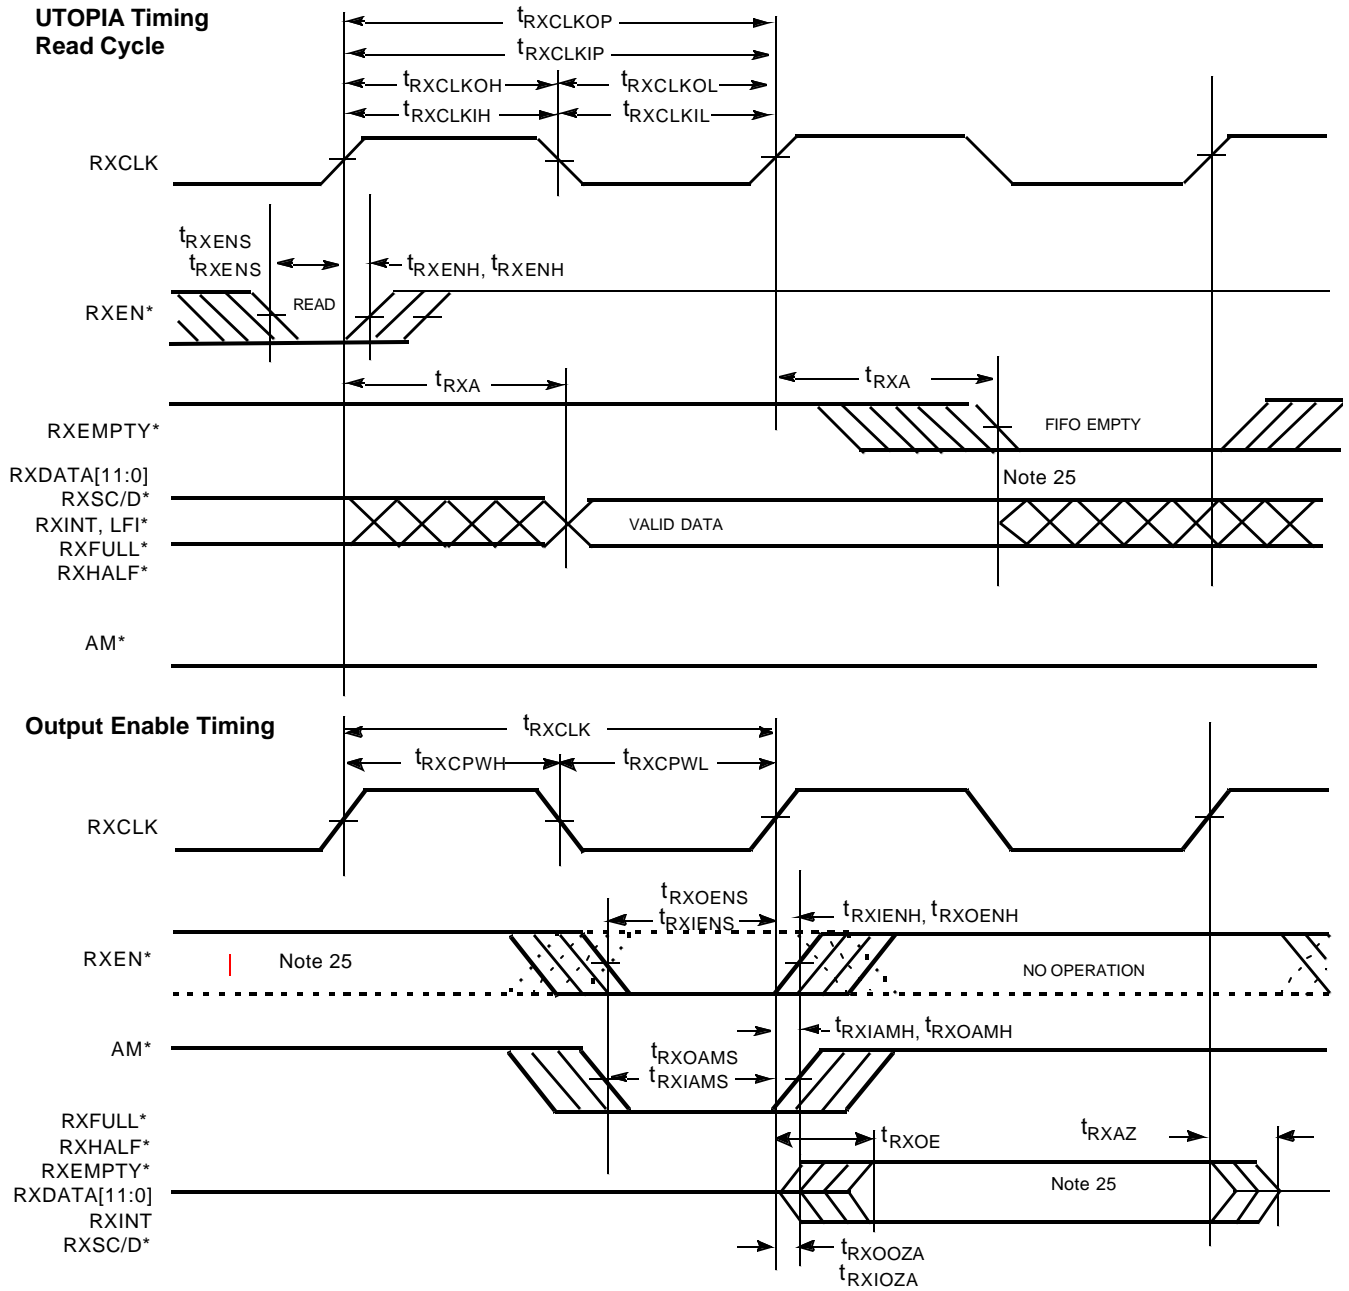 UTOPIA Timing
Read Cycle
tRXCLKOP
tRXCLKIP
tRXCLKOH
tRXCLKOL
tRXCLKIH
tRXCLKIL
RXCLK
tRXENS
tRXENS
tRXENH, tRXENH
RXEN*
READ
tRXA
tRXA
RXEMPTY*
FIFO EMPTY
RXDATA[11:0]
Note 25
RXSC/D*
RXINT, LFI*
VALID DATA
RXFULL*
RXHALF*
AM*
Output Enable Timing
tRXCLK
tRXCPWH
tRXCPWL
RXCLK
tRXOENS
tRXIENS
tRXIENH, tRXOENH
RXEN*
Note 25
NO OPERATION
tRXIAMH, tRXOAMH
AM*
tRXOAMS
tRXIAMS
RXFULL*
RXHALF*
tRXOE
tRXAZ
RXEMPTY*
RXDATA[11:0]
Note 25
RXINT
RXSC/D*
tRXOOZA
tRXIOZA